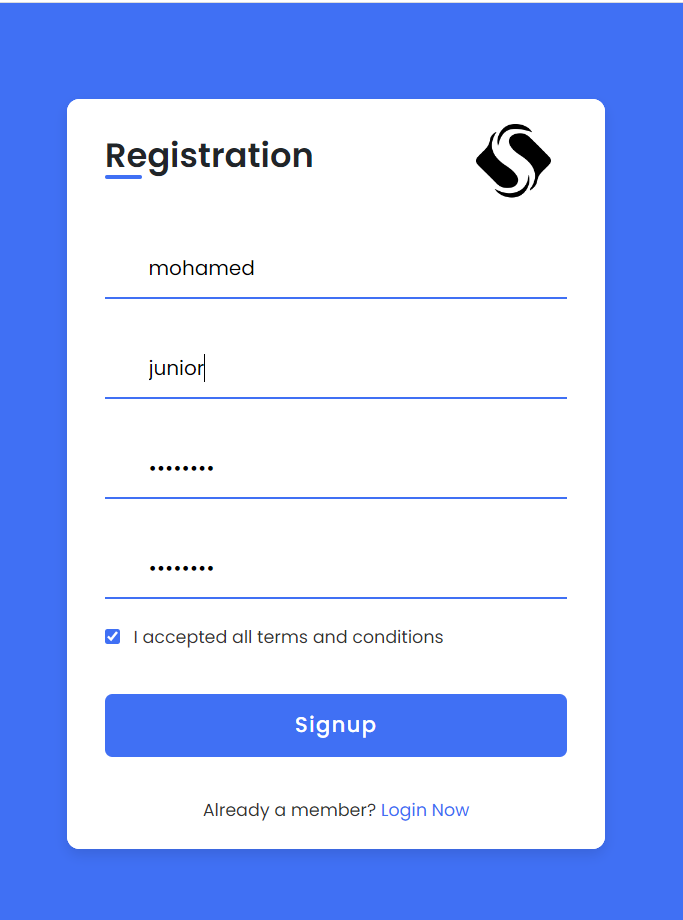 Registration
mohamed
junior
••••••••
••••••••
I accepted all terms and conditions
Signup
Already a member? Login Now